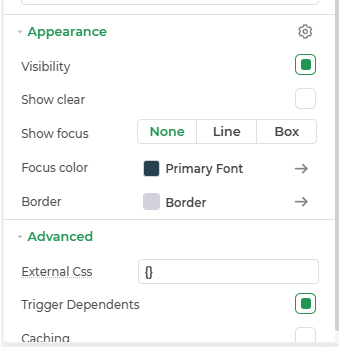 Appearance
Visibility
Show clear
Show focus None Line Box
Focus color Primary Font
Border Border
Advanced
External Css {}
Trigger Dependents
Caching